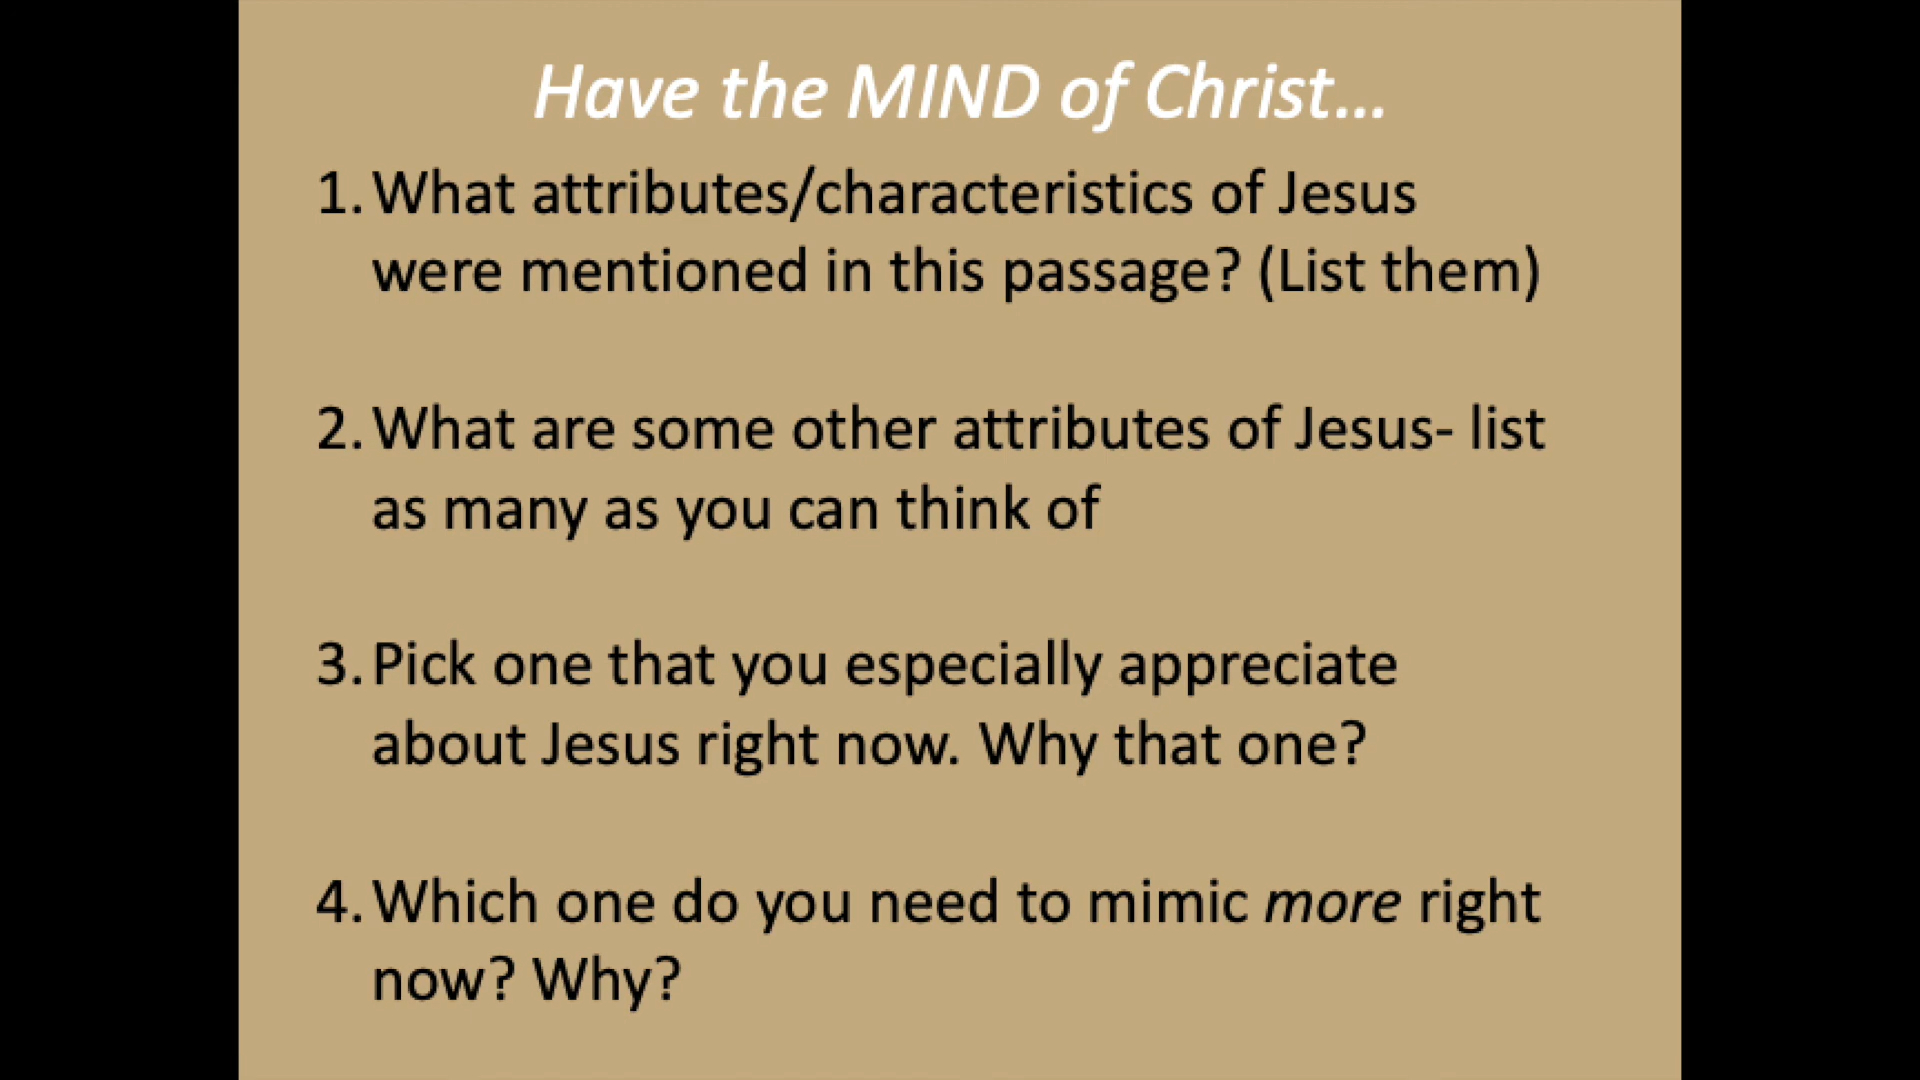 Have the MIND of Christ...
1. What attributes/characteristics of Jesus
were mentioned in this passage? (List them)
2. What are some other attributes of Jesus- list
as many as you can think of
3. Pick one that you especially appreciate
about Jesus right now. Why that one?
4. Which one do you need to mimic more right
now? Why?